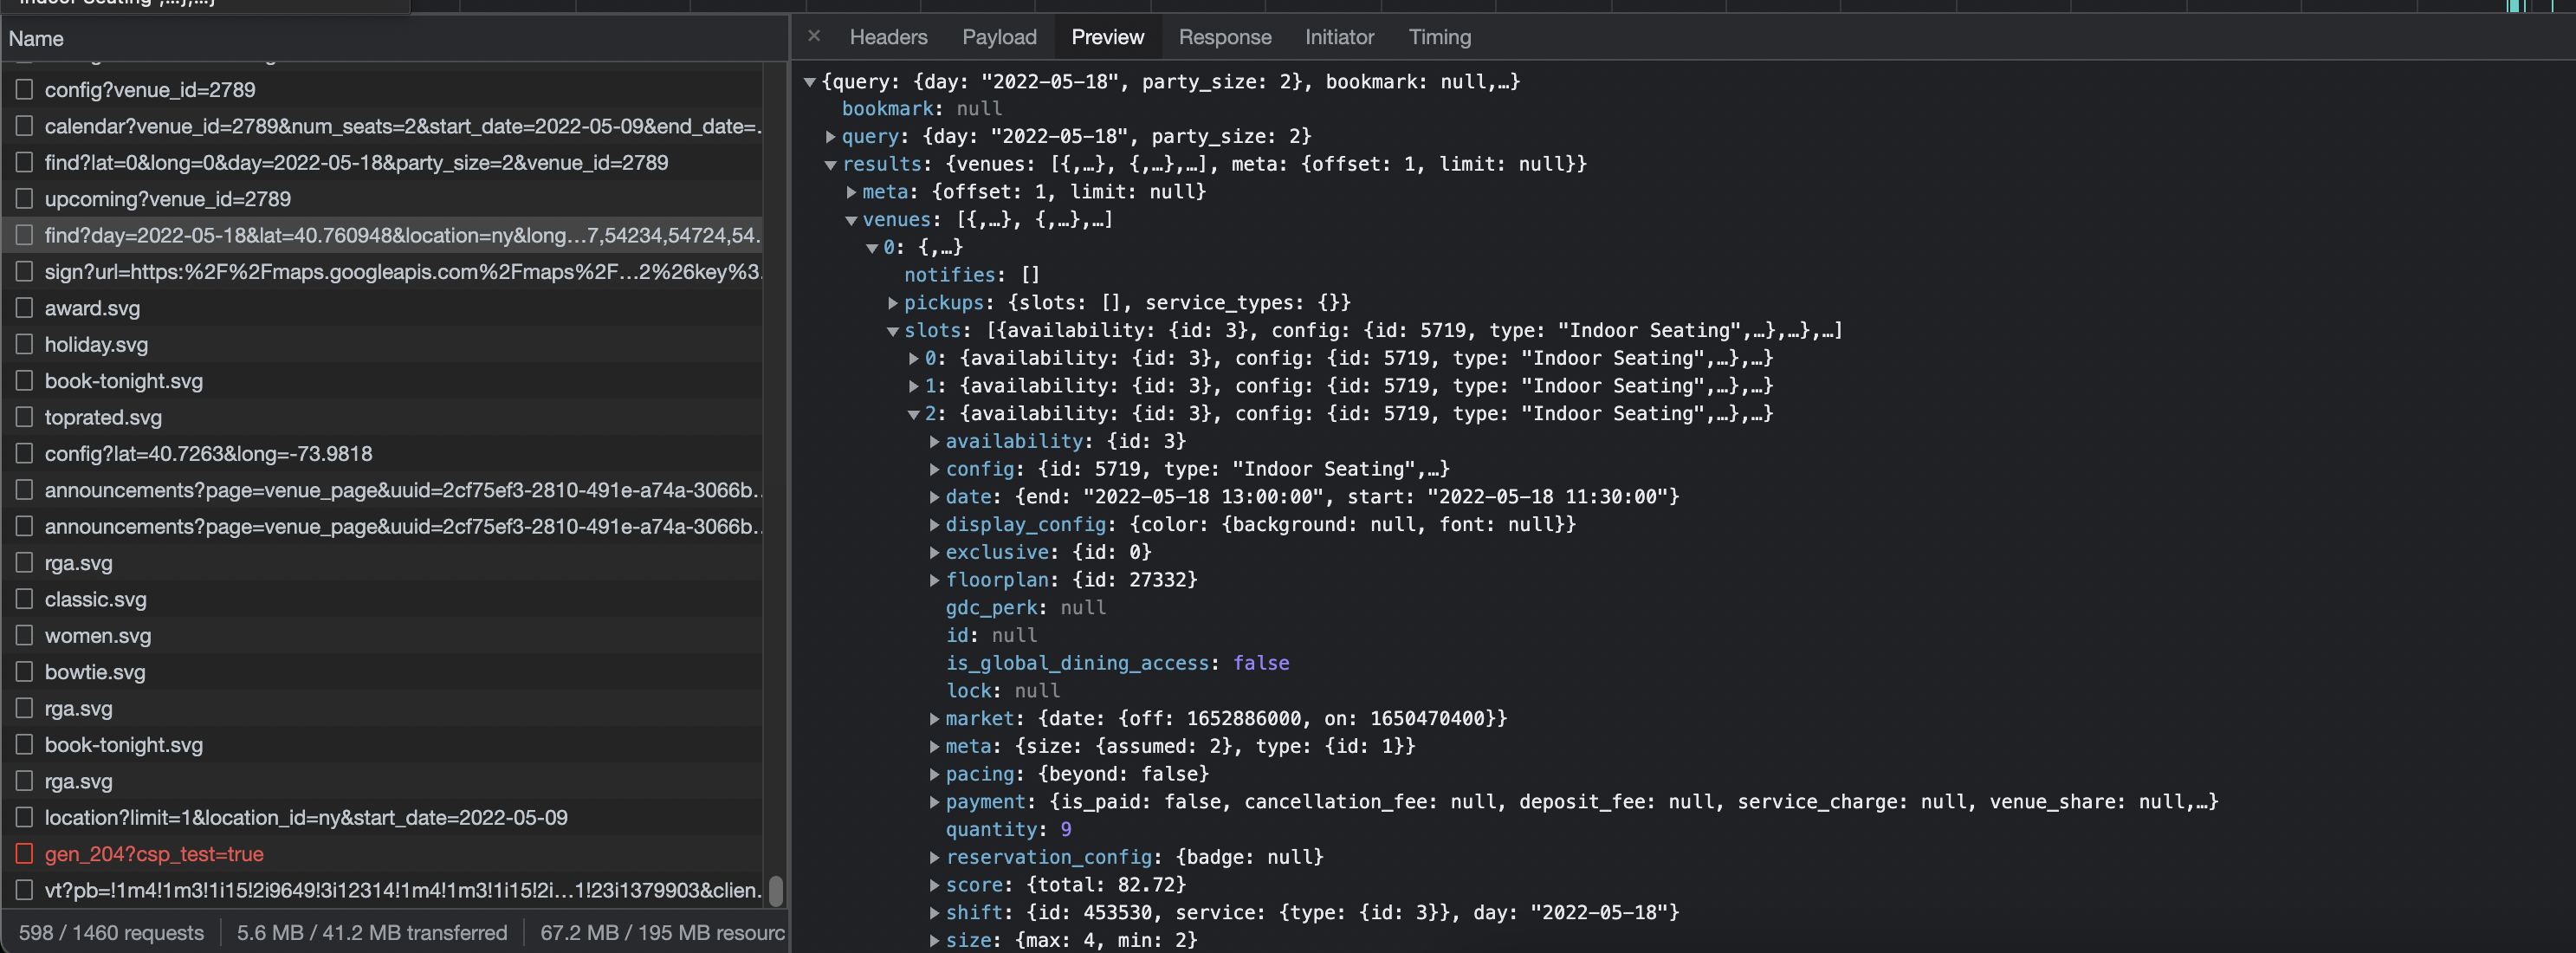 Indoor Seating",…},…}
Name
config?venue_id=2789
calendar?venue_id=2789&num_seats=2&start_date=2022-05-09&end_date=…
find?lat=0&long=0&day=2022-05-18&party_size=2&venue_id=2789
upcoming?venue_id=2789
find?day=2022-05-18&lat=40.760948&location=ny&long…7,54234,54724,54…
sign?url=https:%2F%2Fmaps.googleapis.com%2Fmaps%2F…2%26key%3…
award.svg
holiday.svg
book-tonight.svg
toprated.svg
config?lat=40.7263&long=-73.9818
announcements?page=venue_page&uuid=2cf75ef3-2810-491e-a74a-3066b…
announcements?page=venue_page&uuid=2cf75ef3-2810-491e-a74a-3066b…
rga.svg
classic.svg
women.svg
bowtie.svg
rga.svg
book-tonight.svg
rga.svg
location?limit=1&location_id=ny&start_date=2022-05-09
gen_204?csp_test=true
vt?pb=!1m4!1m3!1i15!2i9649!3i12314!1m4!1m3!1i15!2i…1!23i1379903&clien…
598 / 1460 requests 5.6 MB / 41.2 MB transferred 67.2 MB / 195 MB resourc
× Headers Payload Preview Response Initiator Timing
{query: {day: "2022-05-18", party_size: 2}, bookmark: null,…}
bookmark: null
query: {day: "2022-05-18", party_size: 2}
results: {venues: [{,…}, {,…},…], meta: {offset: 1, limit: null}}
meta: {offset: 1, limit: null}
venues: [{,…}, {,…},…]
0: {,…}
notifies: []
pickups: {slots: [], service_types: {}}
slots: [{availability: {id: 3}, config: {id: 5719, type: "Indoor Seating",…},…},…]
0: {availability: {id: 3}, config: {id: 5719, type: "Indoor Seating",…},…}
1: {availability: {id: 3}, config: {id: 5719, type: "Indoor Seating",…},…}
2: {availability: {id: 3}, config: {id: 5719, type: "Indoor Seating",…},…}
availability: {id: 3}
config: {id: 5719, type: "Indoor Seating",…}
date: {end: "2022-05-18 13:00:00", start: "2022-05-18 11:30:00"}
display_config: {color: {background: null, font: null}}
exclusive: {id: 0}
floorplan: {id: 27332}
gdc_perk: null
id: null
is_global_dining_access: false
lock: null
market: {date: {off: 1652886000, on: 1650470400}}
meta: {size: {assumed: 2}, type: {id: 1}}
pacing: {beyond: false}
payment: {is_paid: false, cancellation_fee: null, deposit_fee: null, service_charge: null, venue_share: null,…}
quantity: 9
reservation_config: {badge: null}
score: {total: 82.72}
shift: {id: 453530, service: {type: {id: 3}}, day: "2022-05-18"}
size: {max: 4, min: 2}